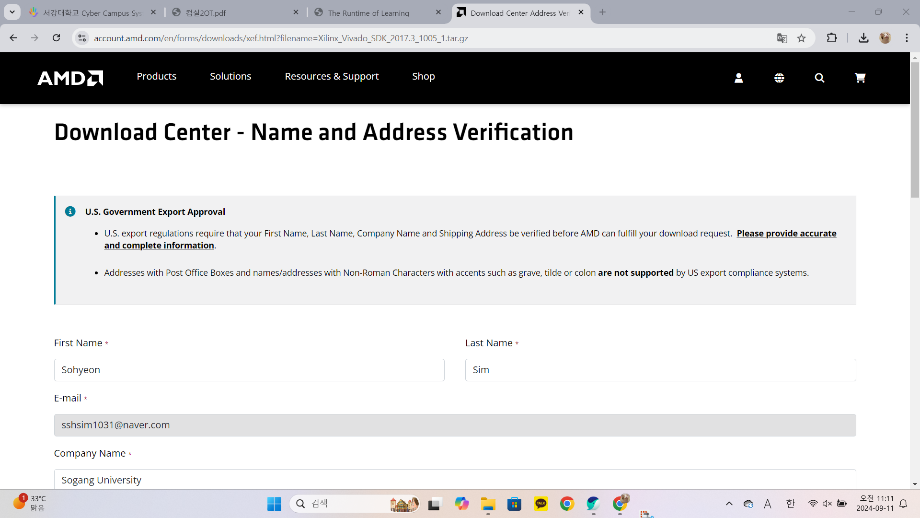 서강대학교 Cyber Campus Sys
컴실2OT.pdf
The Runtime of Learning
Download Center Address Ver
account.amd.com/en/forms/downloads/xef.html?filename=Xilinx_Vivado_SDK_2017.3_1005_1.tar.gz
AMD
Products
Solutions
Resources & Support
Shop
Download Center - Name and Address Verification
U.S. Government Export Approval
U.S. export regulations require that your First Name, Last Name, Company Name and Shipping Address be verified before AMD can fulfill your download request. Please provide accurate
and complete information.
Addresses with Post Office Boxes and names/addresses with Non-Roman Characters with accents such as grave, tilde or colon are not supported by US export compliance systems.
First Name *
Last Name *
Sohyeon
Sim
E-mail *
sshsim1031@naver.com
Company Name *
Sogang University
1
33°C
맑음
검색
A
한
오전 11:11
2024-09-11